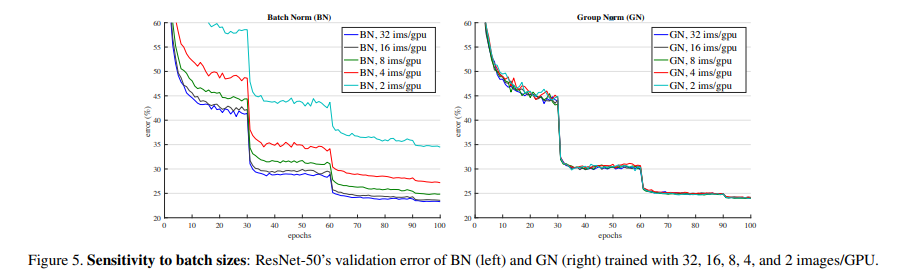 Batch Norm (BN)
60
55
50
45
40
35
30
25
20
error (%)
0 10 20 30 40 50 60 70 80 90 100
epochs
BN, 32 ims/gpu
BN, 16 ims/gpu
BN, 8 ims/gpu
BN, 4 ims/gpu
BN, 2 ims/gpu
Group Norm (GN)
60
55
50
45
40
35
30
25
20
error (%)
0 10 20 30 40 50 60 70 80 90 100
epochs
GN, 32 ims/gpu
GN, 16 ims/gpu
GN, 8 ims/gpu
GN, 4 ims/gpu
GN, 2 ims/gpu
Figure 5. Sensitivity to batch sizes: ResNet-50's validation error of BN (left) and GN (right) trained with 32, 16, 8, 4, and 2 images/GPU.